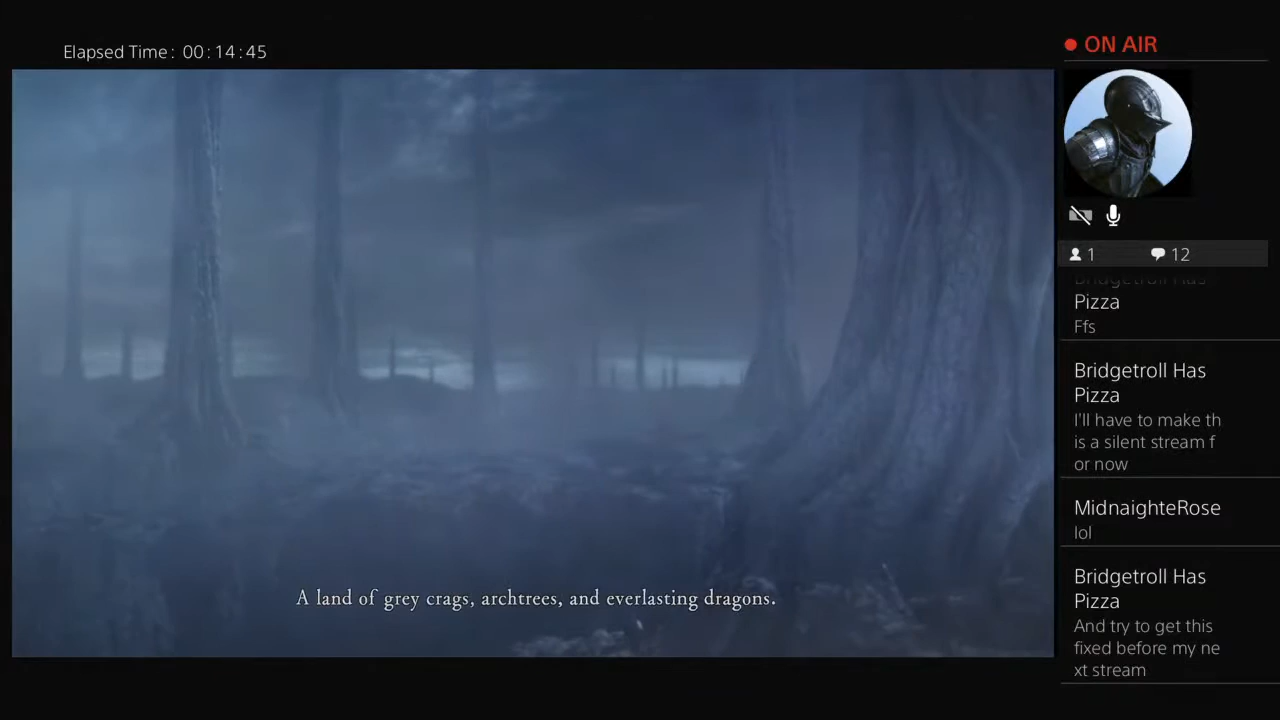 Elapsed Time: 00:14:45
ON AIR
1 12
Bridgetroll Has
Pizza
Ffs
Bridgetroll Has
Pizza
I'll have to make th
is a silent stream f
or now
MidnaighteRose
lol
Bridgetroll Has
Pizza
And try to get this
fixed before my ne
xt stream
A land of grey crags, archtrees, and everlasting dragons.